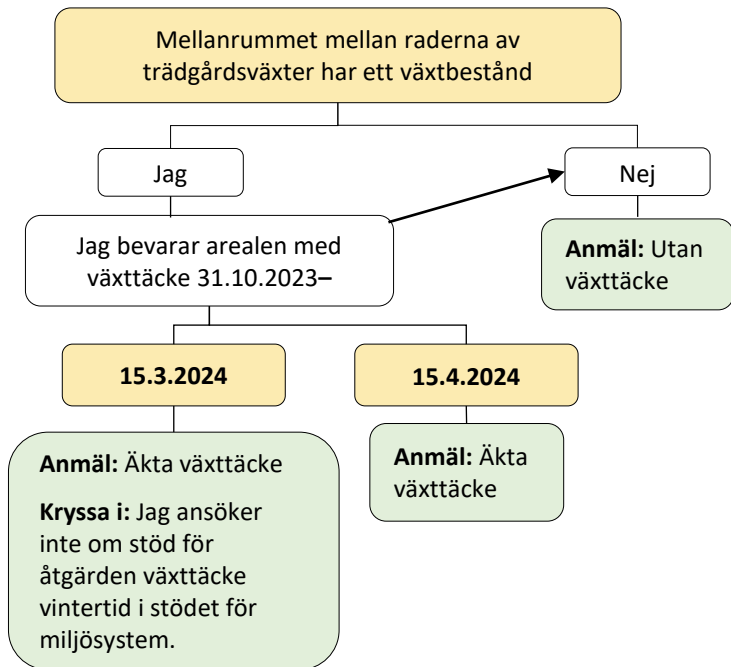 Mellanrummet mellan raderna av
trädgårdsväxter har ett växtbestånd
Jag
Nej
Jag bevarar arealen med
växttäcke 31.10.2023–
Anmäl: Utan
växttäcke
15.3.2024
15.4.2024
Anmäl: Äkta växttäcke
Kryssa i: Jag ansöker
inte om stöd för
åtgärden växttäcke
vintertid i stödet för
miljösystem.
Anmäl: Äkta
växttäcke